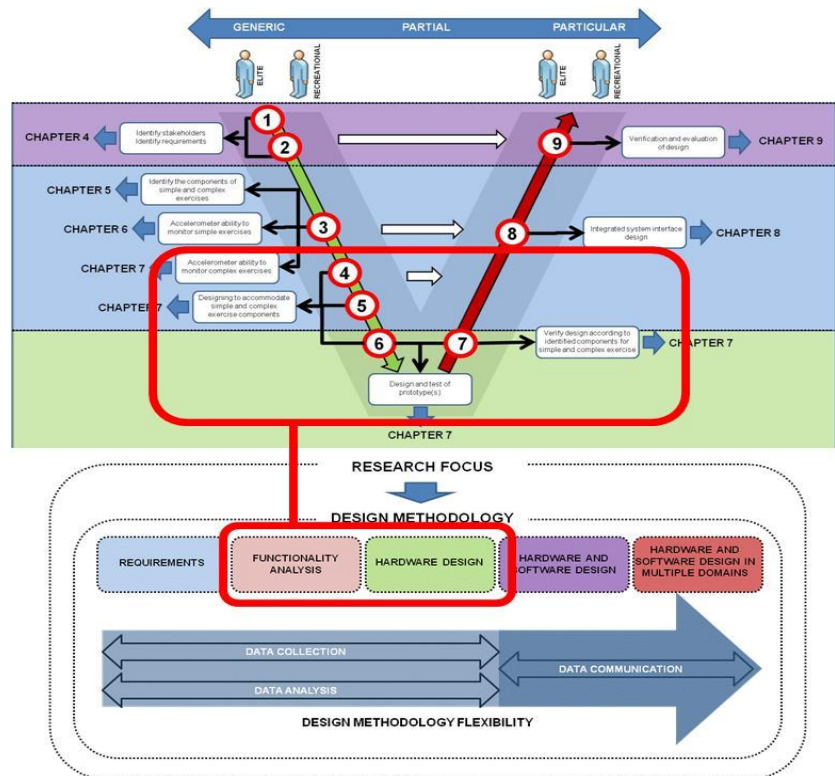 GENERIC PARTIAL PARTICULAR
ELITE
RECREATIONAL
ELITE
RECREATIONAL
1
2
9
CHAPTER 4
Identify stakeholders
Identify requirements
Verification and evaluation
of design
CHAPTER 9
CHAPTER 5
Identify the components of
simple and complex
exercises
CHAPTER 6
Accelerometer ability to
monitor simple exercises
3
8
Integrated system interface
design
CHAPTER 8
CHAPTER 7
Accelerometer ability to
monitor complex exercises
4
7
Designing to accommodate
simple and complex
exercise components
5
6
7
Verify design according to
identified components for
simple and complex exercise
CHAPTER 7
Design and test of
prototype(s)
CHAPTER 7
RESEARCH FOCUS
DESIGN METHODOLOGY
REQUIREMENTS
FUNCTIONALITY
ANALYSIS
HARDWARE DESIGN
HARDWARE AND
SOFTWARE DESIGN
HARDWARE AND
SOFTWARE DESIGN IN
MULTIPLE DOMAINS
DATA COLLECTION
DATA COMMUNICATION
DATA ANALYSIS
DESIGN METHODOLOGY FLEXIBILITY